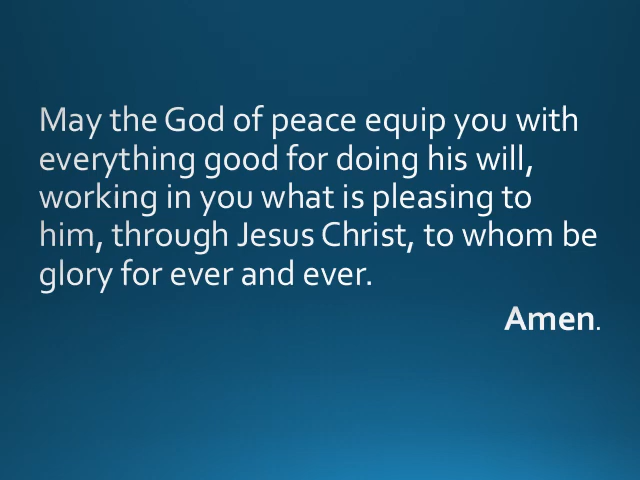 May the God of peace equip you with
everything good for doing his will,
working in you what is pleasing to
him, through Jesus Christ, to whom be
glory for ever and ever.
Amen.